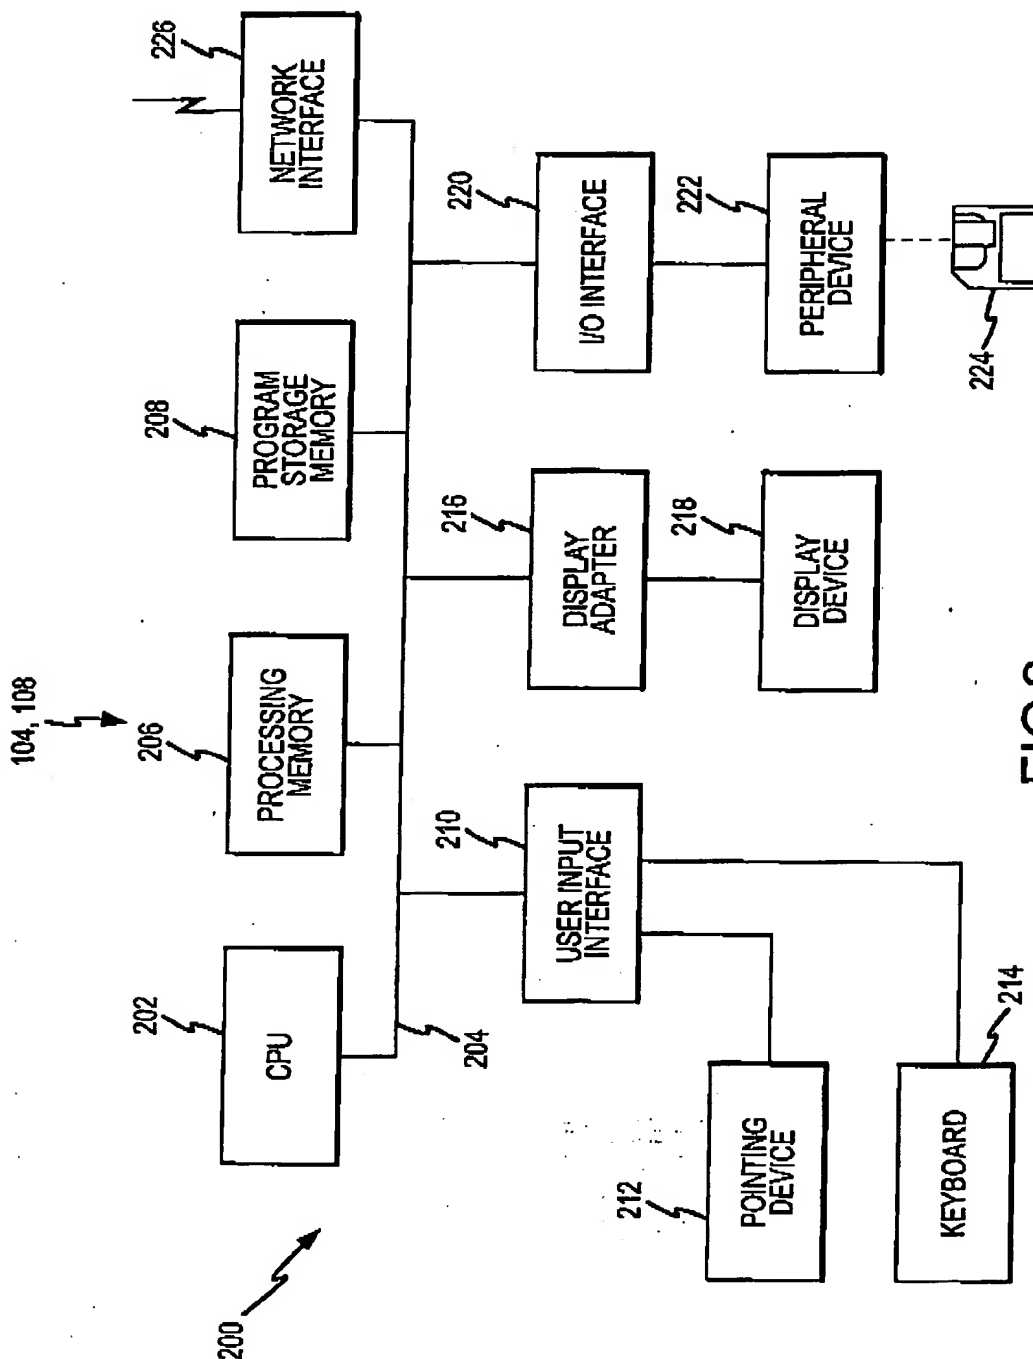 104, 108
202
206
208
226
200
CPU
PROCESSING
MEMORY
PROGRAM
STORAGE
MEMORY
NETWORK
INTERFACE
204
210
216
220
USER INPUT
INTERFACE
DISPLAY
ADAPTER
I/O INTERFACE
212
218
222
POINTING
DEVICE
DISPLAY
DEVICE
PERIPHERAL
DEVICE
KEYBOARD
214
224
FIG